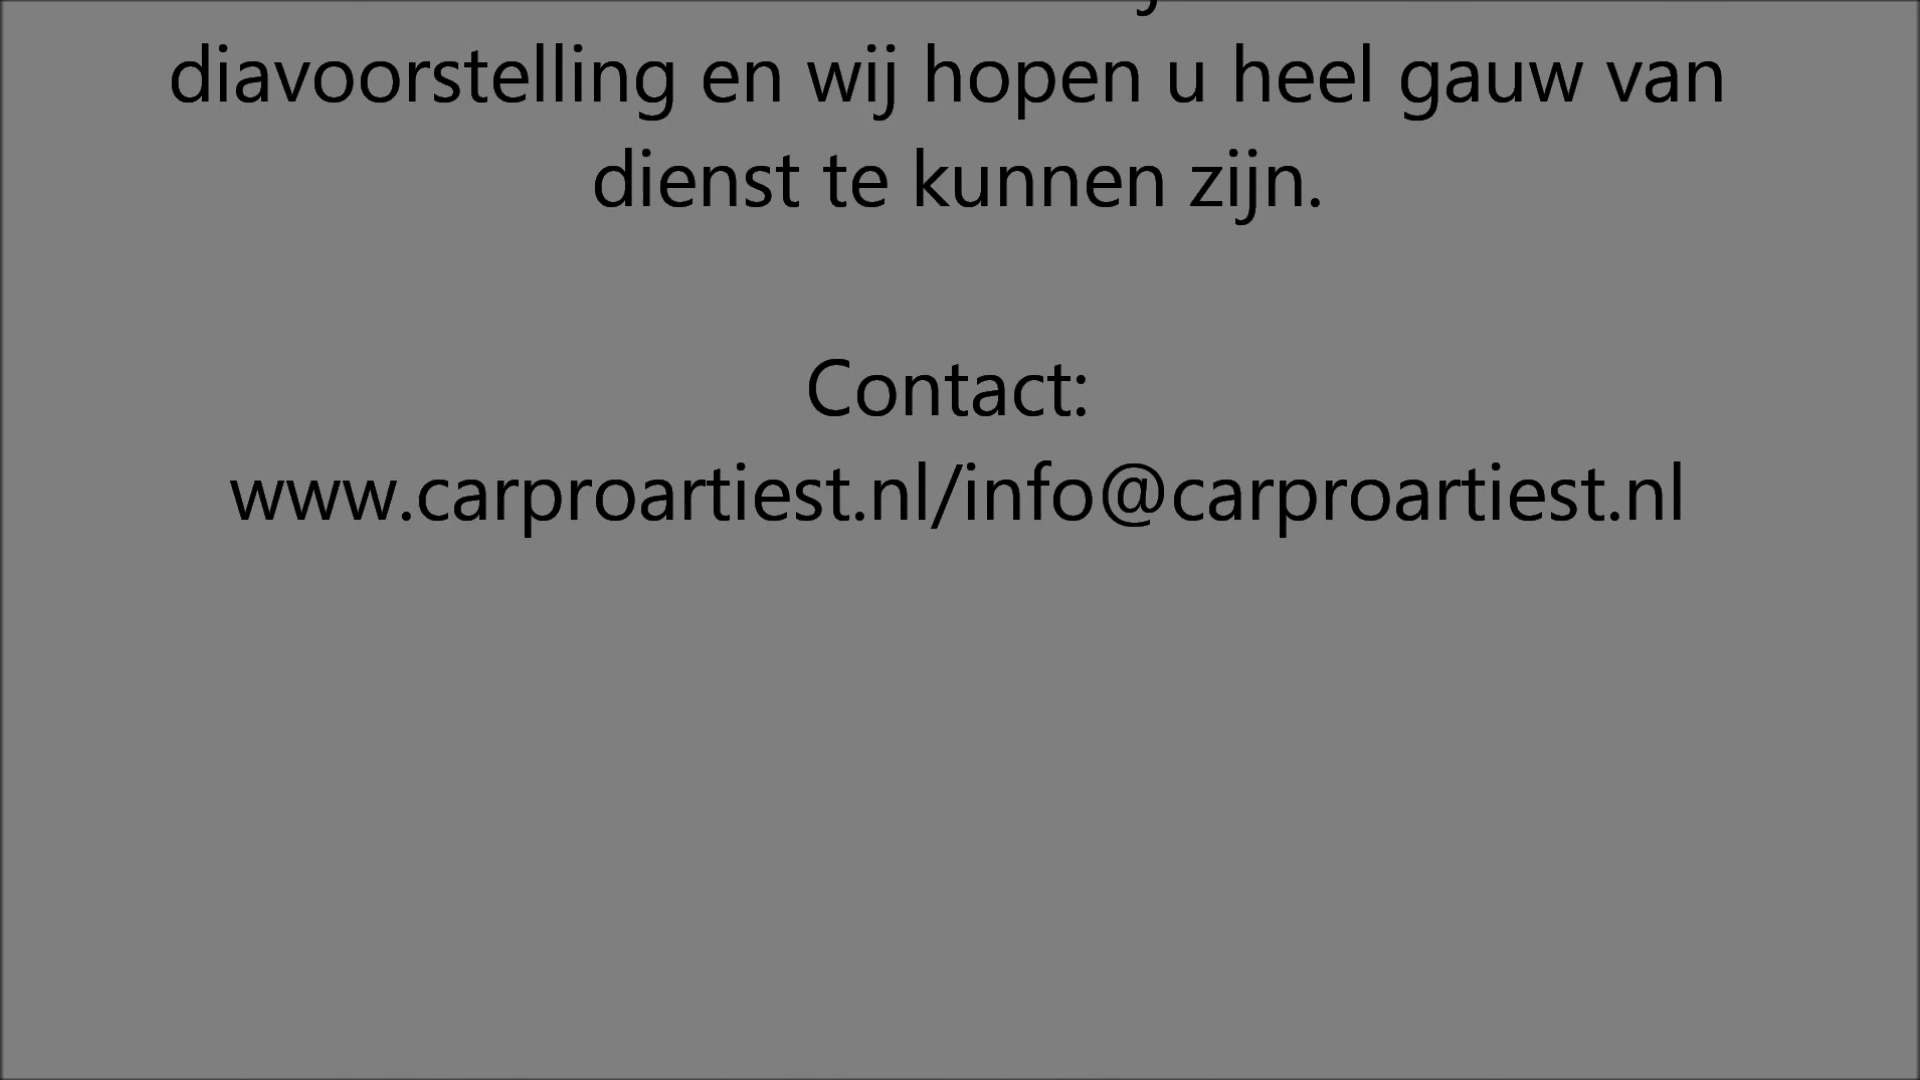 diavoorstelling en wij hopen u heel gauw van
dienst te kunnen zijn.
Contact:
www.carproartiest.nl/info@carproartiest.nl